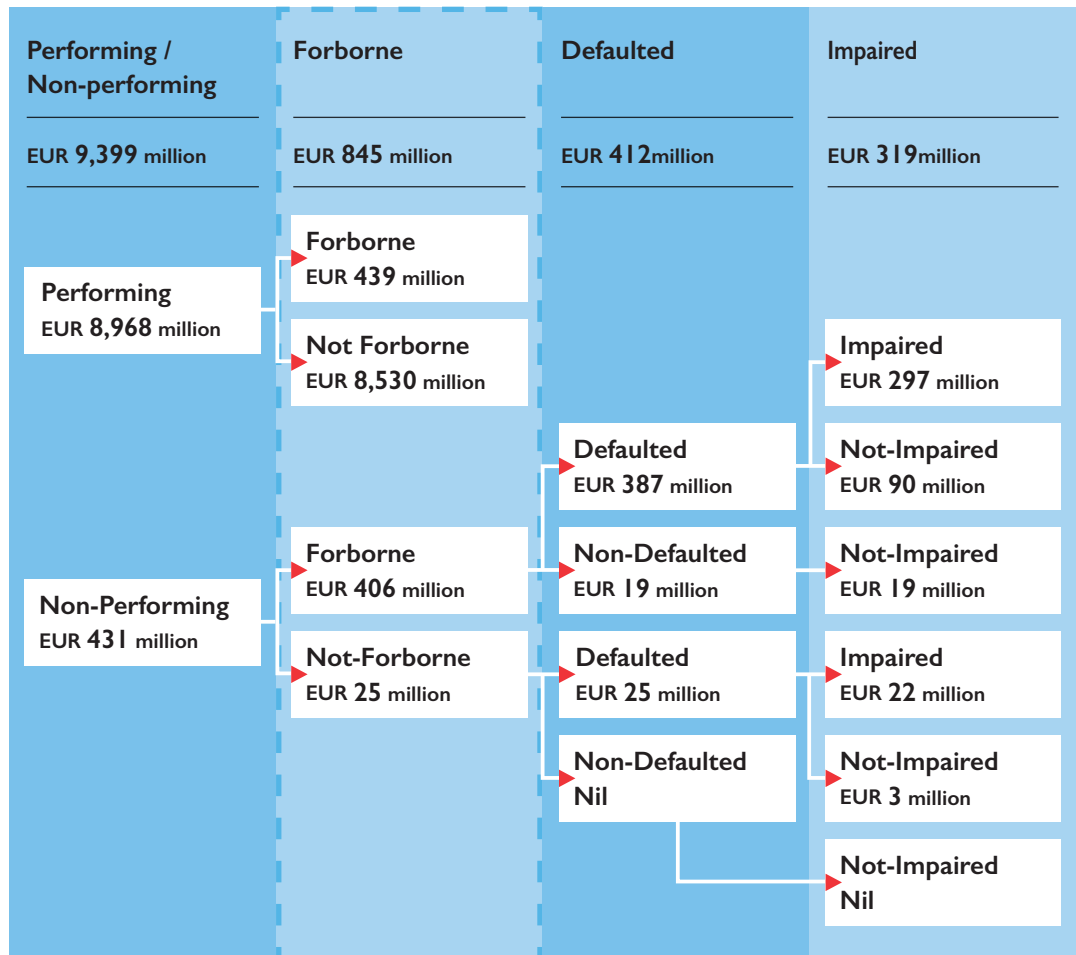 Performing /
Non-performing
EUR 9,399 million
Forborne
EUR 845 million
Defaulted
EUR 412million
Impaired
EUR 319million
Performing
EUR 8,968 million
Non-Performing
EUR 431 million
Forborne
EUR 439 million
Not Forborne
EUR 8,530 million
Forborne
EUR 406 million
Not-Forborne
EUR 25 million
Defaulted
EUR 387 million
Non-Defaulted
EUR 19 million
Defaulted
EUR 25 million
Non-Defaulted
Nil
Impaired
EUR 297 million
Not-Impaired
EUR 90 million
Not-Impaired
EUR 19 million
Impaired
EUR 22 million
Not-Impaired
EUR 3 million
Not-Impaired
Nil